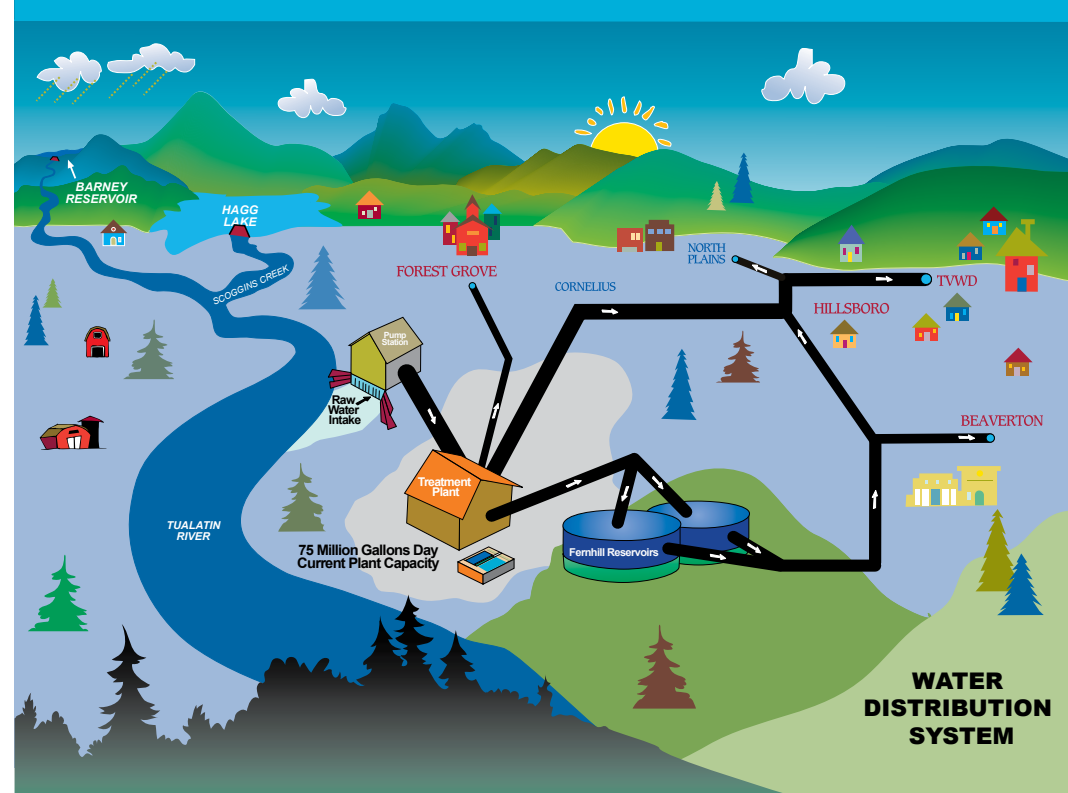 BARNEY
RESERVOIR
HAGG
LAKE
SCOGGINS CREEK
FOREST GROVE
CORNELIUS
NORTH
PLAINS
TVWD
HILLSBORO
Pump
Station
Raw
Water
Intake
BEAVERTON
Treatment
Plant
TUALATIN
RIVER
75 Million Gallons Day
Current Plant Capacity
Fernhill Reservoirs
WATER
DISTRIBUTION
SYSTEM